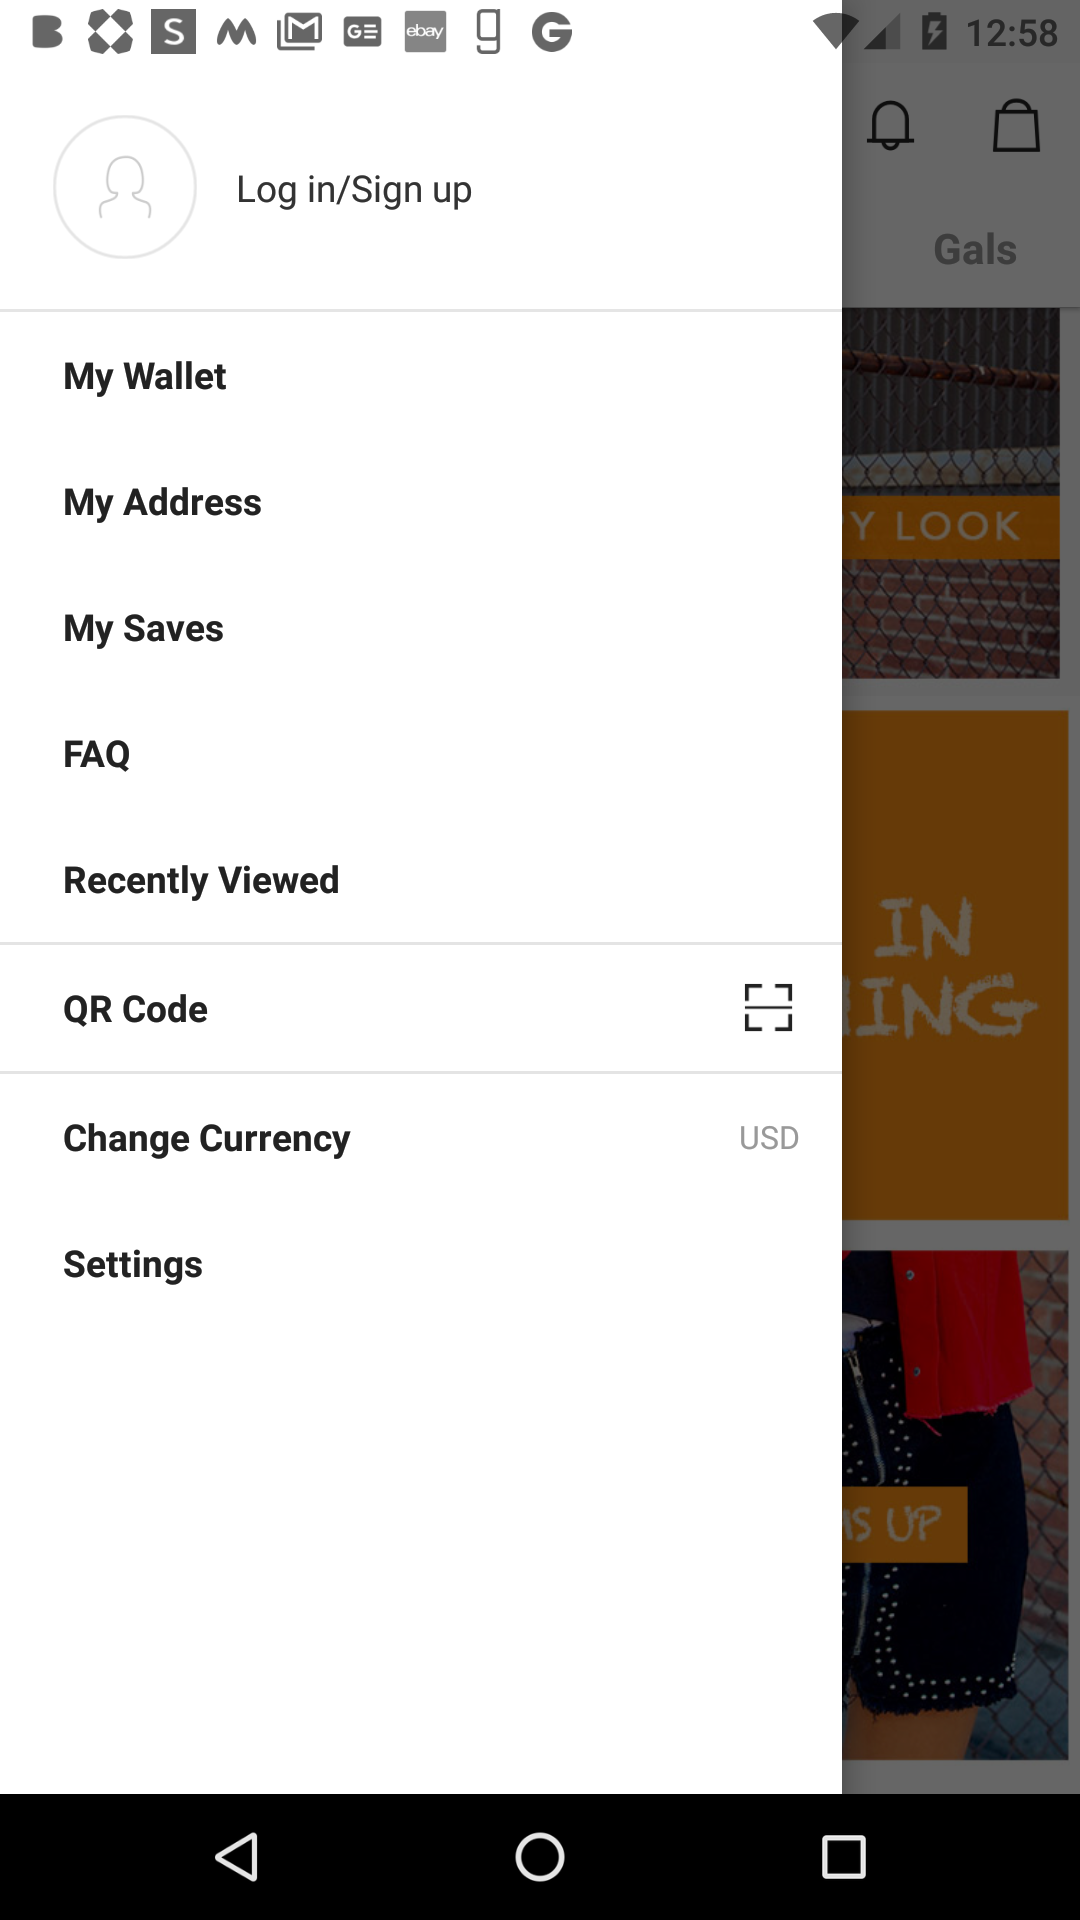 12:58
Log in/Sign up
Gals
My Wallet
My Address
My Saves
FAQ
Recently Viewed
QR Code
Change Currency
USD
Settings
Y LOOK
IN
ING
S UP
S
GE
ebay
g
G